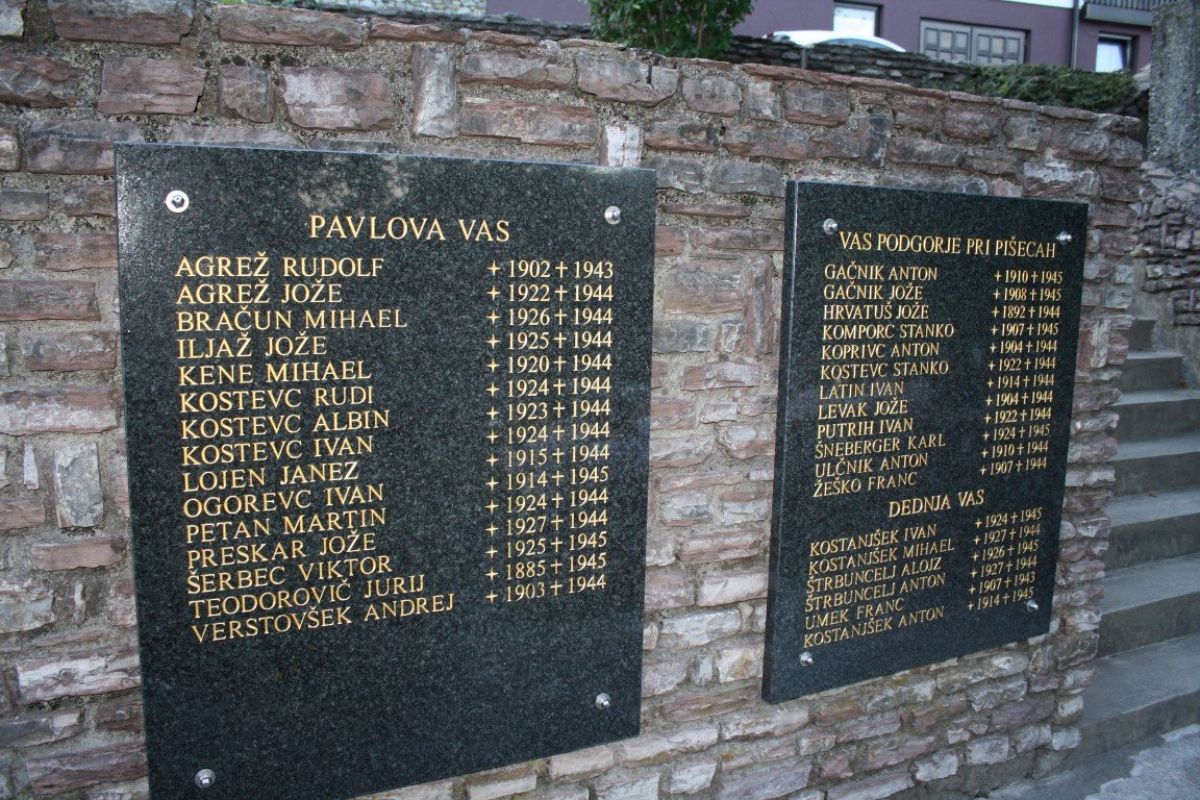 PAVLOVA VAS
AGREŽ RUDOLF +1902+1943
AGREŽ JOŽE +1922+1944
BRAČUN MIHAEL +1926+1944
ILJAŽ JOŽE +1925+1944
KENE MIHAEL +1920+1944
KOSTEVC RUDI +1924+1944
KOSTEVC ALBIN +1923+1944
KOSTEVC IVAN +1924+1944
LOJEN JANEZ +1915+1944
OGOREVC IVAN +1914+1945
PETAN MARTIN +1924+1944
PRESKAR JOŽE +1927+1944
ŠERBEC VIKTOR +1925+1945
TEODOROVIČ JURIJ +1885+1945
VERSTOVŠEK ANDREJ +1903+1944
VAS PODGORJE PRI PIŠECAH
GAČNIK ANTON +1910+1945
GAČNIK JOŽE +1908+1945
HRVATUŠ JOŽE +1892+1944
KOMPORC STANKO +1907+1945
KOPRIVC ANTON +1904+1944
KOSTEVC STANKO +1922+1944
LATIN IVAN +1914+1944
LEVAK JOŽE +1904+1944
PUTRIH IVAN +1922+1944
ŠNEBERGER KARL +1924+1945
ULČNIK ANTON +1910+1944
ŽEŠKO FRANC +1907+1944
DEDNJA VAS
KOSTANJŠEK IVAN +1924+1945
KOSTANJŠEK MIHAEL +1927+1944
ŠTRBUNCELJ ALOJZ +1926+1945
ŠTRBUNCELJ ANTON +1927+1944
UMEK FRANC +1907+1943
KOSTANJŠEK ANTON +1914+1945